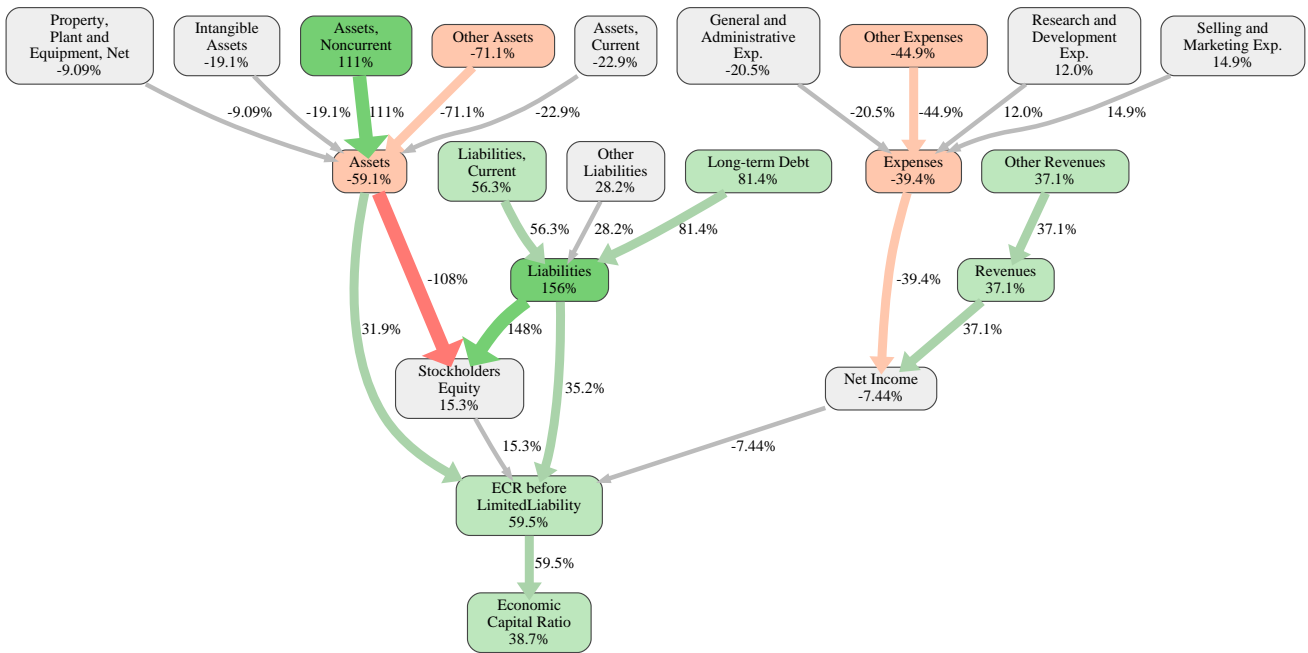 Property,
Plant and
Equipment, Net
-9.09%
Intangible
Assets
-19.1%
Assets,
Noncurrent
111%
Other Assets
-71.1%
Assets,
Current
-22.9%
General and
Administrative
Exp.
-20.5%
Other Expenses
-44.9%
Research and
Development
Exp.
12.0%
Selling and
Marketing Exp.
14.9%
-9.09%
-19.1%
111%
-71.1%
-22.9%
-20.5%
-44.9%
12.0%
14.9%
Assets
-59.1%
Liabilities,
Current
56.3%
Other
Liabilities
28.2%
Long-term Debt
81.4%
Expenses
-39.4%
Other Revenues
37.1%
56.3%
28.2%
81.4%
37.1%
Liabilities
156%
Revenues
37.1%
-108%
-39.4%
31.9%
148%
37.1%
Stockholders
Equity
15.3%
35.2%
Net Income
-7.44%
15.3%
-7.44%
ECR before
LimitedLiability
59.5%
59.5%
Economic
Capital Ratio
38.7%